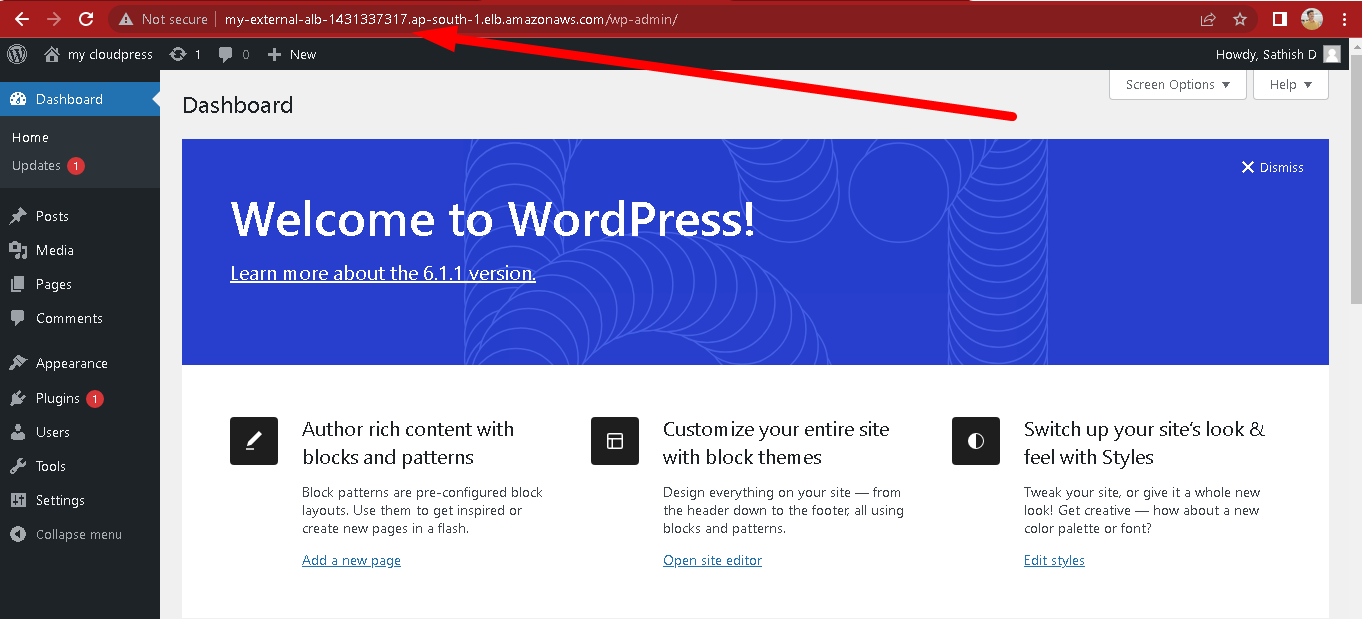 Not secure my-external-alb-1431337317.ap-south-1.elb.amazonaws.com/wp-admin/
my cloudpress 1 0 New Howdy, Sathish D
Screen Options Help
Dashboard
Home
Updates 1
Posts
Media
Pages
Comments
Appearance
Plugins 1
Users
Tools
Settings
Collapse menu
Dashboard
Dismiss
Welcome to WordPress!
Learn more about the 6.1.1 version.
Author rich content with
blocks and patterns
Block patterns are pre-configured block
layouts. Use them to get inspired or
create new pages in a flash.
Add a new page
Customize your entire site
with block themes
Design everything on your site — from
the header down to the footer, all using
blocks and patterns.
Open site editor
Switch up your site's look &
feel with Styles
Tweak your site, or give it a whole new
look! Get creative — how about a new
color palette or font?
Edit styles